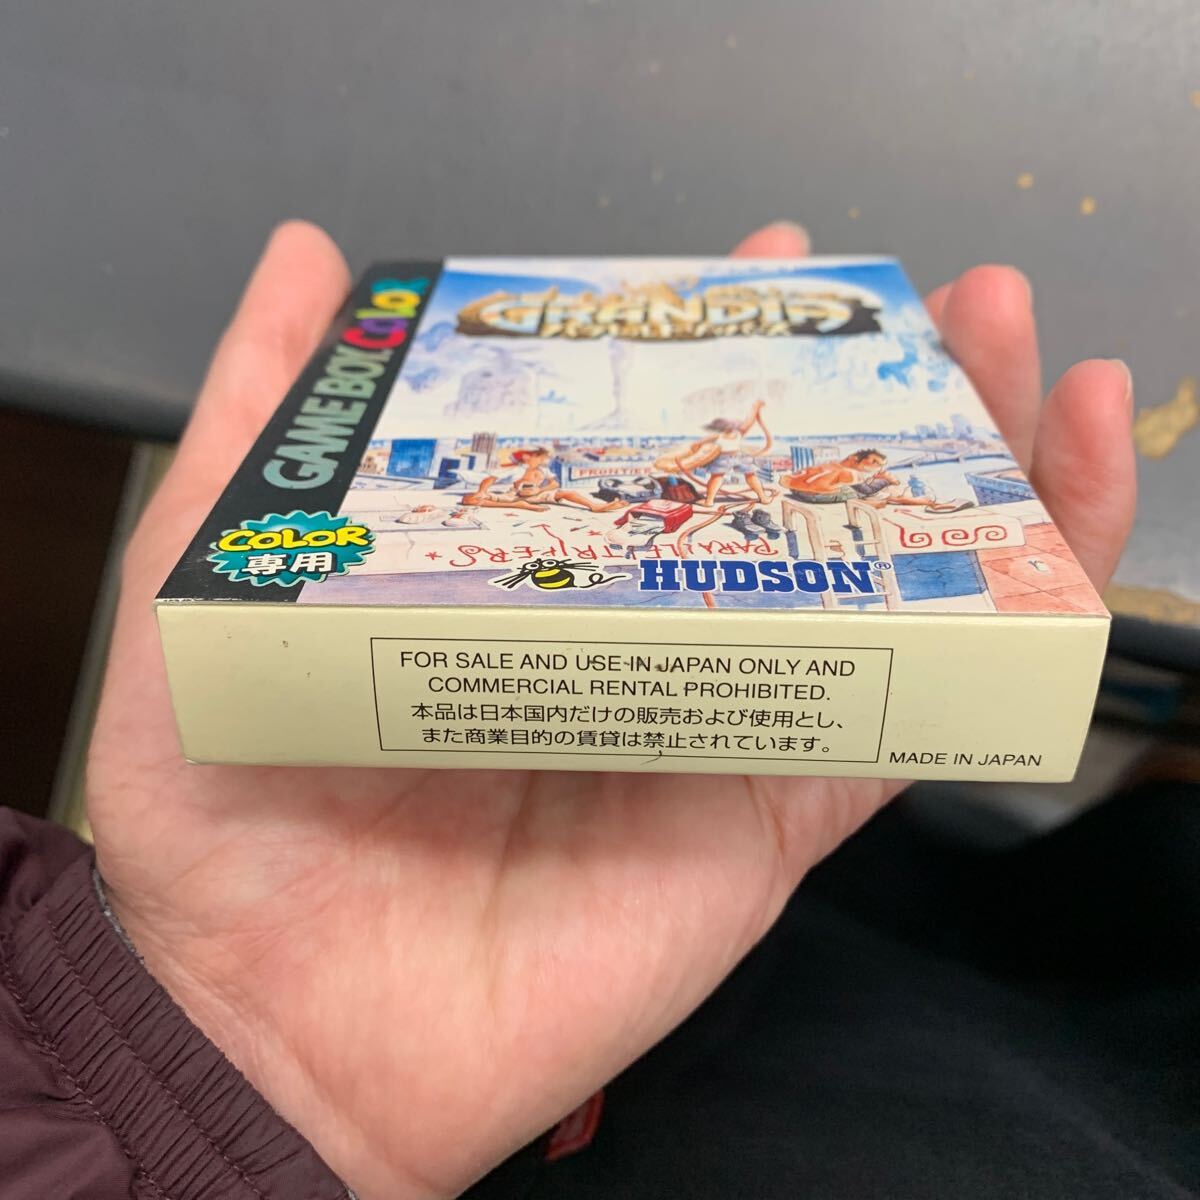 GAME BOY COLOR
GRANDIA
FRONTIER
PARALLEL TRIPPERS
COLOR
専用
HUDSON®
FOR SALE AND USE IN JAPAN ONLY AND
COMMERCIAL RENTAL PROHIBITED.
本品は日本国内だけの販売および使用とし、
また商業目的の賃貸は禁止されています。
MADE IN JAPAN